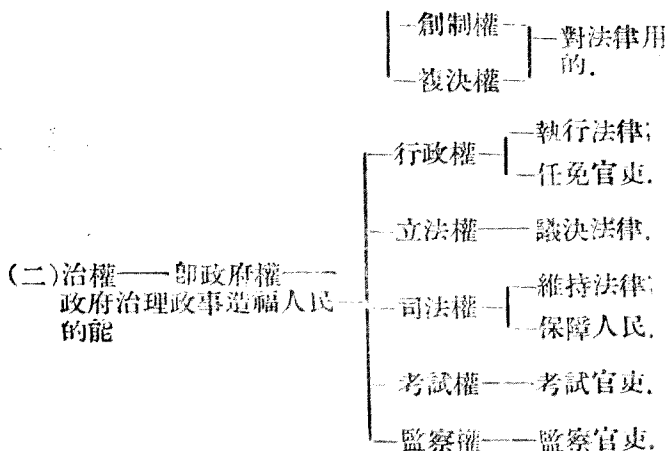 創制權
複決權
對法律用
的.
(二)治權——卽政府權——
政府治理政事造福人民
的能
行政權
執行法律;
任免官吏.
立法權——議決法律.
司法權
維持法律;
保障人民.
考試權——考試官吏.
監察權——監察官吏.